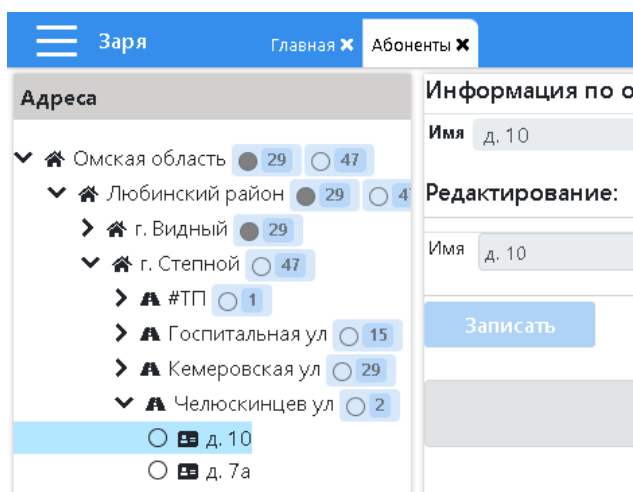 Заря
Главная ✖
Абоненты ✖
Адреса
Омская область 29 47
Любинский район 29 4
г. Видный 29
г. Степной 47
#ТП 1
Госпитальная ул 15
Кемеровская ул 29
Челюскинцев ул 2
д. 10
д. 7а
Информация по о
Имя д. 10
Редактирование:
Имя д. 10
Записать